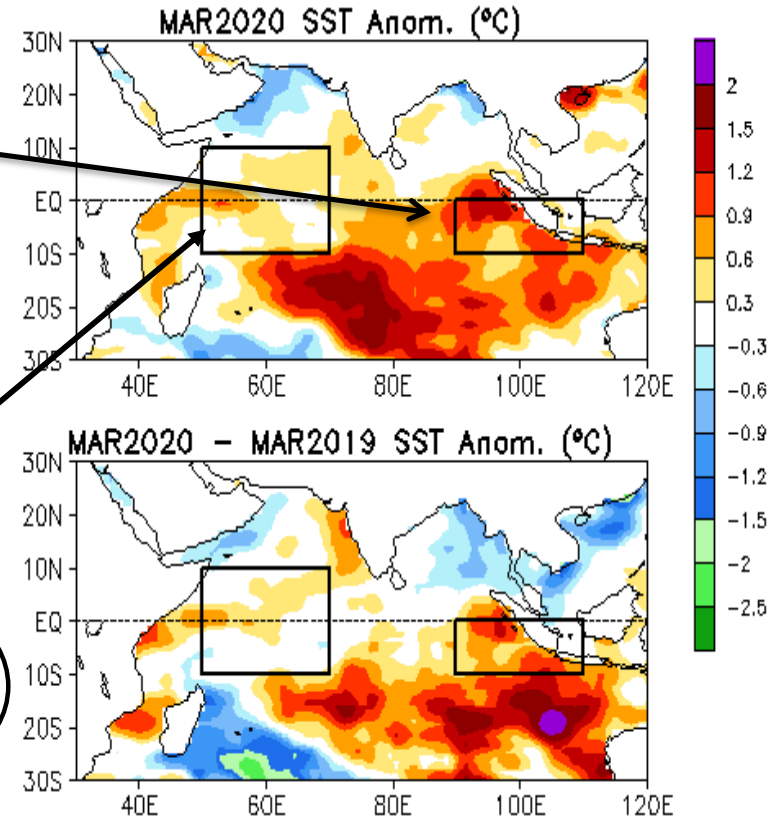 MAR2020 SST Anom. (ºC)
30N
20N
10N
EQ
10S
20S
30S
40E 60E 80E 100E 120E
MAR2020 – MAR2019 SST Anom. (ºC)
30N
20N
10N
EQ
10S
20S
30S
40E 60E 80E 100E 120E
2
1.5
1.2
0.9
0.6
0.3
-0.3
-0.6
-0.9
-1.2
-1.5
-2
-2.5